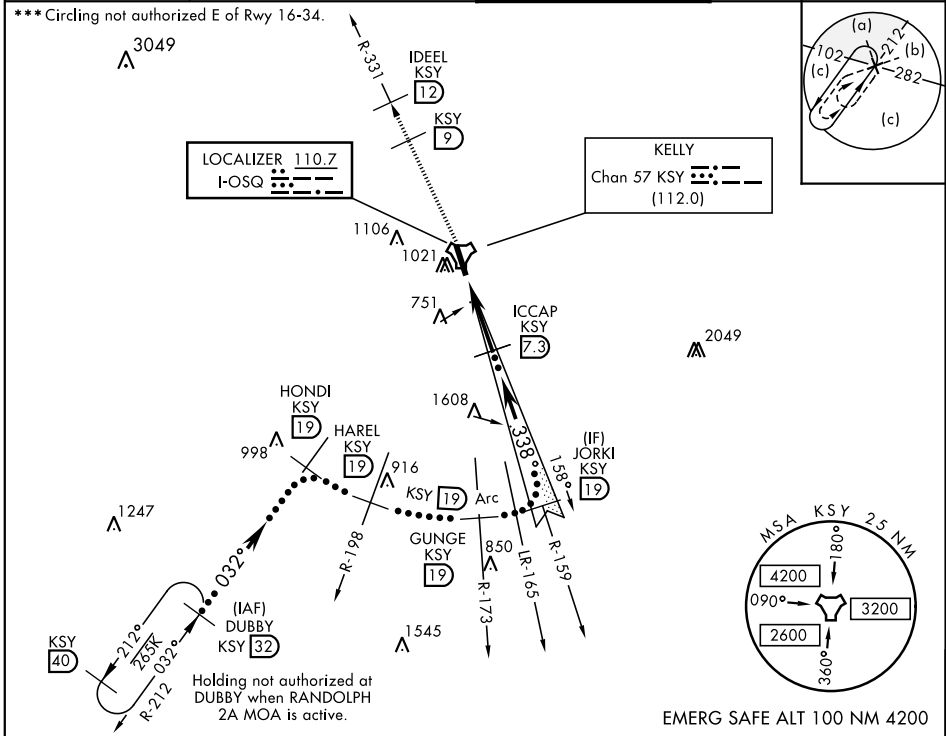 *** Circling not authorized E of Rwy 16-34.
3049
R-331
IDEEL
KSY
12
KSY
9
(a)
212
102
(b)
(c)
282
(c)
LOCALIZER 110.7
I-OSQ
KELLY
Chan 57 KSY
(112.0)
1106
1021
751
ICCAP
KSY
7.3
2049
HONDI
KSY
19
1608
338°
998
HAREL
KSY
19
(IF)
JORKI
KSY
19
158°
916
KSY 19 Arc
1247
GUNGE
KSY
19
R-198
850
R-173
LR-165
R-159
032°
(IAF)
DUBBY
KSY 32
1545
KSY
40
212°
265K
032°
R-212
Holding not authorized at
DUBBY when RANDOLPH
2A MOA is active.
MSA KSY 25 NM
180°
4200
090°
3200
2600
360°
EMERG SAFE ALT 100 NM 4200